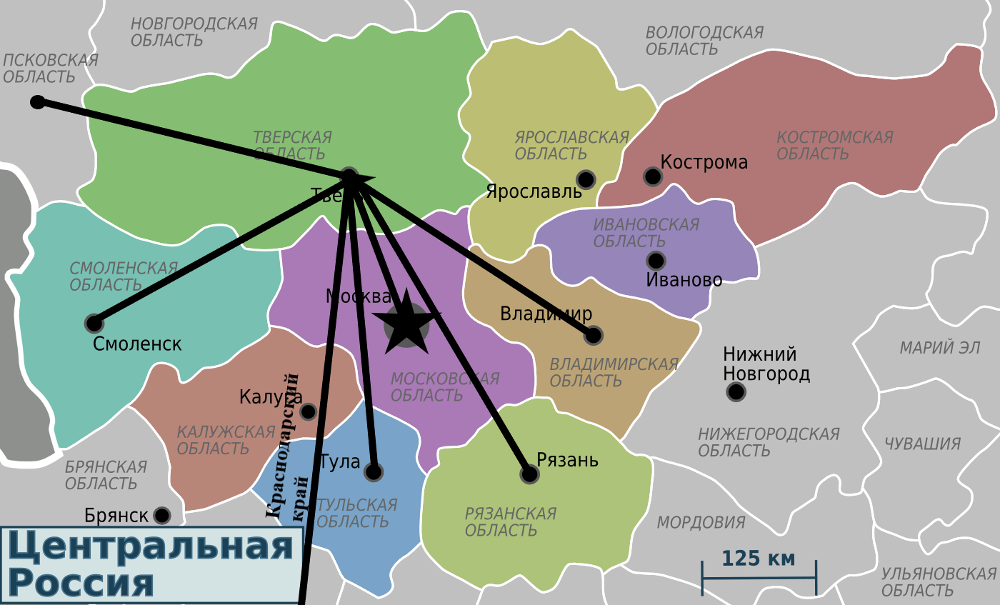 НОВГОРОДСКАЯ
ОБЛАСТЬ
ВОЛОГОДСКАЯ
ОБЛАСТЬ
ПСКОВСКАЯ
ОБЛАСТЬ
ТВЕРСКАЯ
ОБЛАСТЬ
ЯРОСЛАВСКАЯ
ОБЛАСТЬ
КОСТРОМСКАЯ
ОБЛАСТЬ
Кострома
Ярославль
ИВАНОВСКАЯ
ОБЛАСТЬ
Иваново
СМОЛЕНСКАЯ
ОБЛАСТЬ
Смоленск
Москва
Владимир
ВЛАДИМИРСКАЯ
ОБЛАСТЬ
МОСКОВСКАЯ
ОБЛАСТЬ
Нижний
Новгород
МАРИЙ ЭЛ
Калуга
КАЛУЖСКАЯ
ОБЛАСТЬ
Краснодарский
край
НИЖЕГОРОДСКАЯ
ОБЛАСТЬ
ЧУВАШИЯ
БРЯНСКАЯ
ОБЛАСТЬ
Брянск
Тула
ТУЛЬСКАЯ
ОБЛАСТЬ
Рязань
РЯЗАНСКАЯ
ОБЛАСТЬ
МОРДОВИЯ
Центральная
Россия
125 км
УЛЬЯНОВСКАЯ
ОБЛАСТЬ